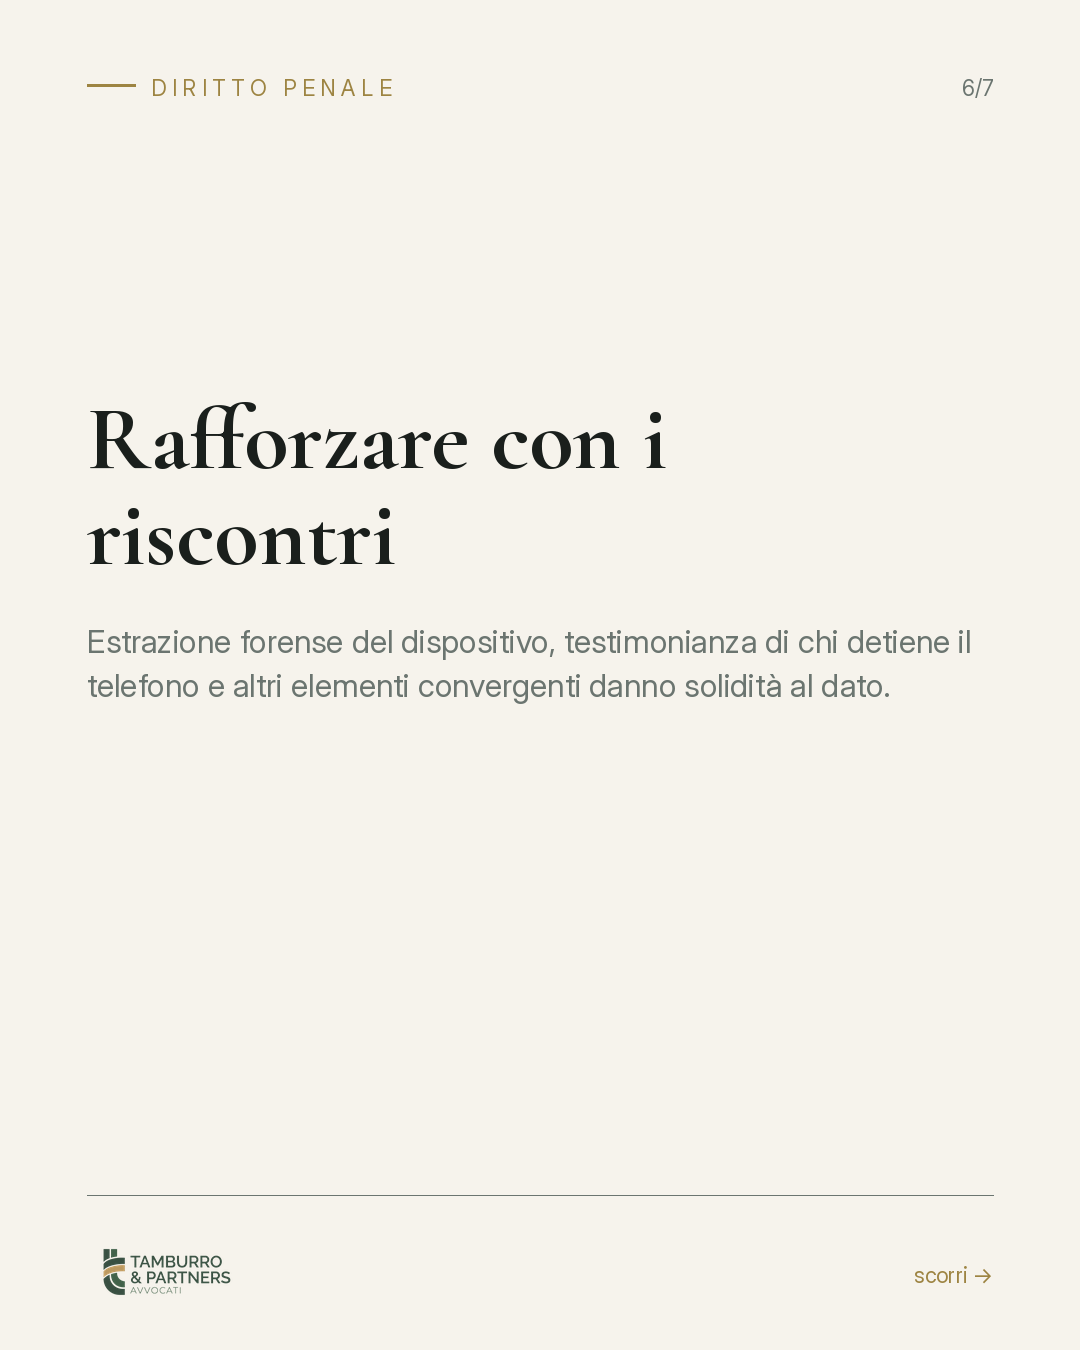 DIRITTO PENALE
6/7
Rafforzare con i
riscontri
Estrazione forense del dispositivo, testimonianza di chi detiene il
telefono e altri elementi convergenti danno solidità al dato.
TAMBURRO
& PARTNERS
AVVOCATI
scorri →